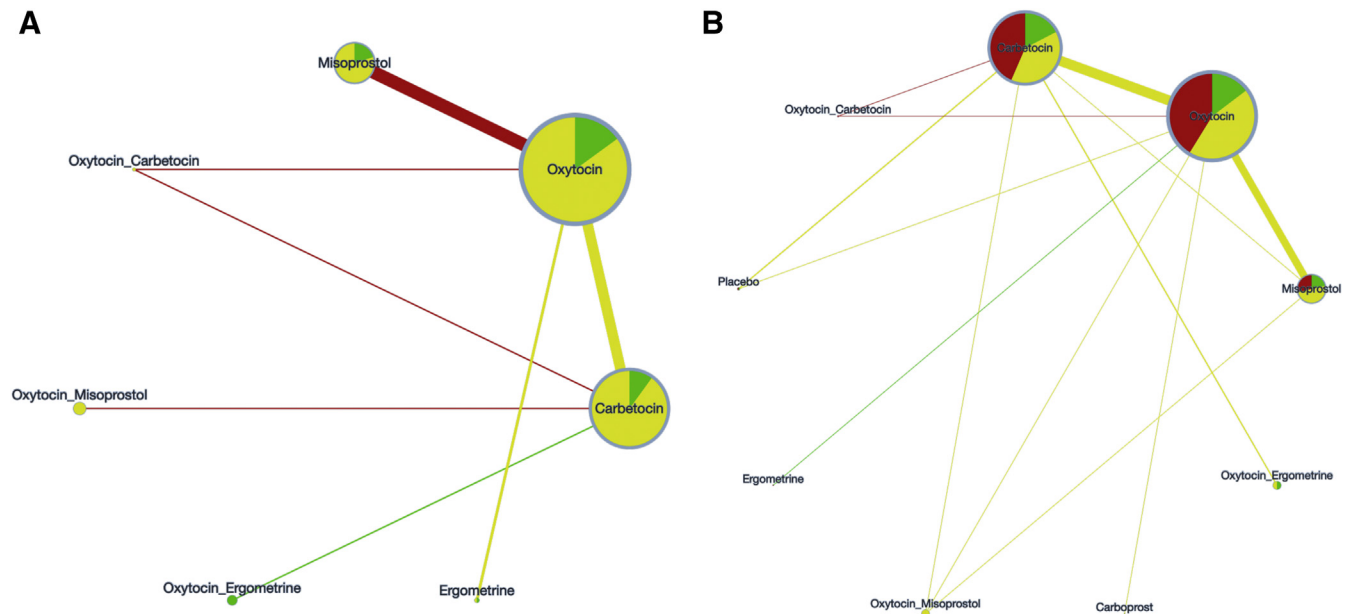 A
Misoprostol
Oxytocin_Carbetocin
Oxytocin
Oxytocin_Misoprostol
Carbetocin
Oxytocin_Ergometrine
Ergometrine
B
Carbetocin
Oxytocin_Carbetocin
Oxytocin
Placebo
Misoprostol
Ergometrine
Oxytocin_Ergometrine
Oxytocin_Misoprostol
Carboprost